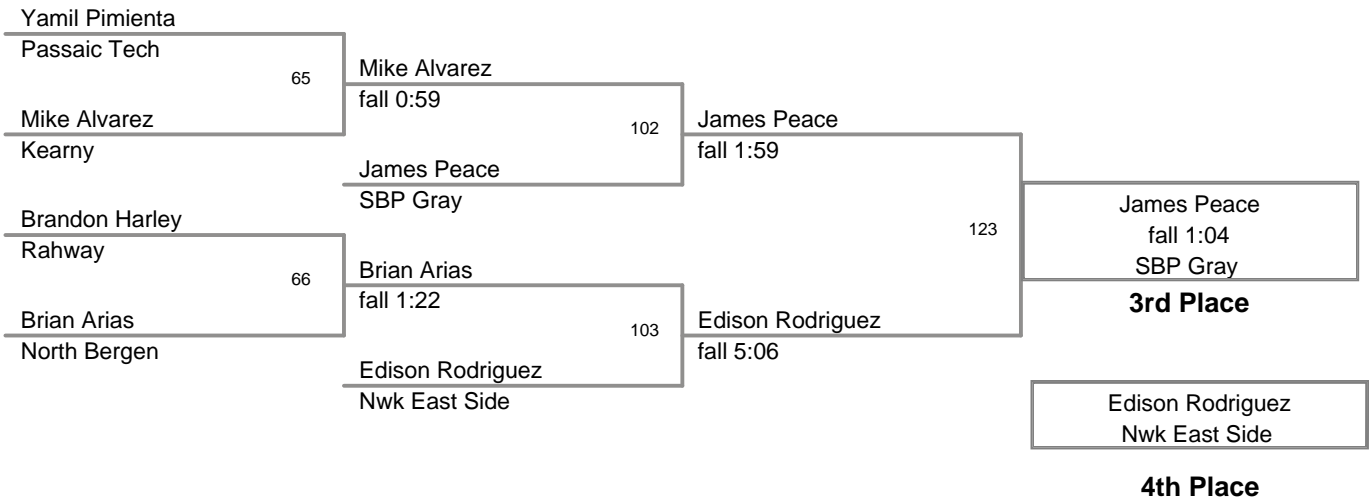 Yamil Pimienta
Passaic Tech
65
Mike Alvarez
Kearny
Brandon Harley
Rahway
66
Brian Arias
North Bergen
Mike Alvarez
fall 0:59
102
James Peace
SBP Gray
Brian Arias
fall 1:22
103
Edison Rodriguez
Nwk East Side
James Peace
fall 1:59
123
Edison Rodriguez
fall 5:06
James Peace
fall 1:04
SBP Gray
3rd Place
Edison Rodriguez
Nwk East Side
4th Place